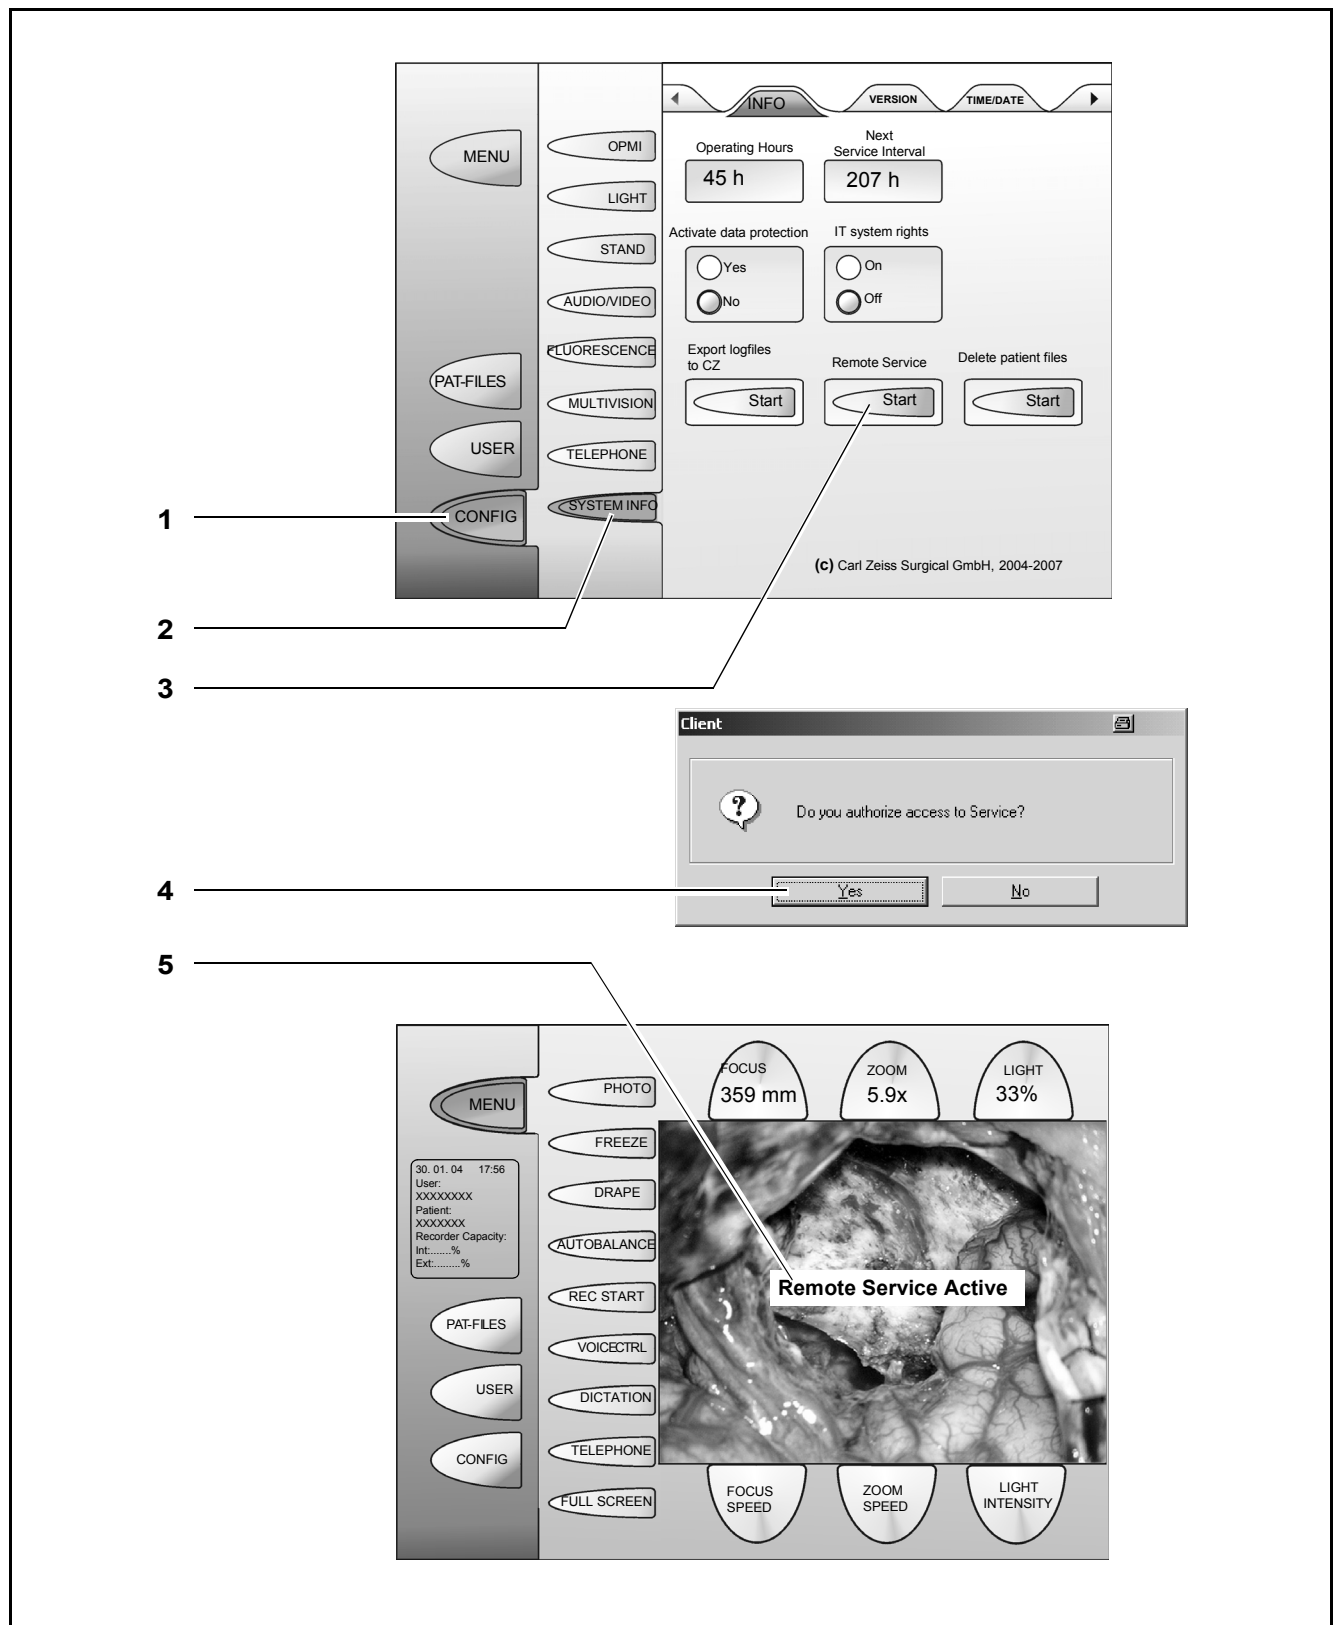 INFO
VERSION
TIME/DATE
MENU
OPMI
LIGHT
STAND
AUDIO/VIDEO
FLUORESCENCE
MULTIVISION
TELEPHONE
SYSTEM INFO
PAT-FILES
USER
CONFIG
Operating Hours
45 h
Next
Service Interval
207 h
Activate data protection
Yes
No
IT system rights
On
Off
Export logfiles
to CZ
Start
Remote Service
Start
Delete patient files
Start
(c) Carl Zeiss Surgical GmbH, 2004-2007
1
2
3
Client
?
Do you authorize access to Service?
Yes
No
4
5
MENU
30. 01. 04 17:56
User:
XXXXXXXX
Patient:
XXXXXXX
Recorder Capacity:
Int:.......%
Ext:.........%
PAT-FILES
USER
CONFIG
PHOTO
FREEZE
DRAPE
AUTOBALANCE
REC START
VOICECTRL
DICTATION
TELEPHONE
FULL SCREEN
FOCUS
359 mm
ZOOM
5.9x
LIGHT
33%
Remote Service Active
FOCUS
SPEED
ZOOM
SPEED
LIGHT
INTENSITY